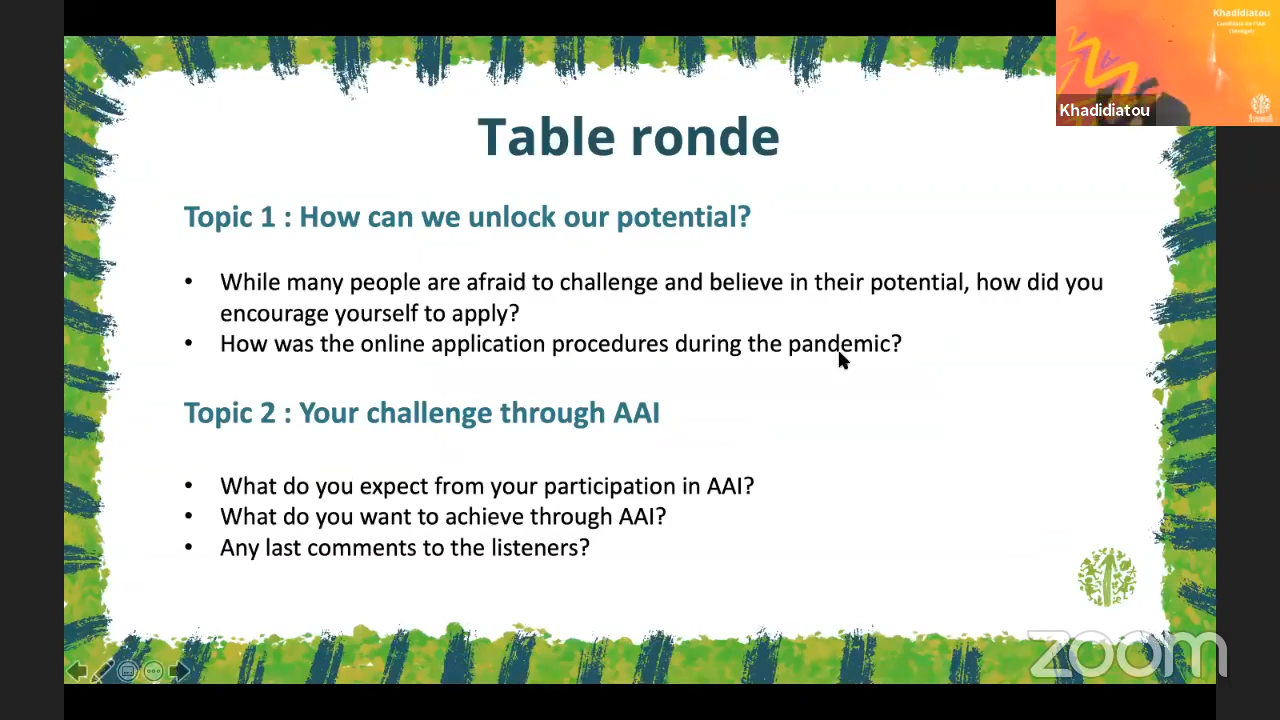 Khadidiatou
Khadidiatou
Table ronde
Topic 1 : How can we unlock our potential?
• While many people are afraid to challenge and believe in their potential, how did you
encourage yourself to apply?
• How was the online application procedures during the pandemic?
Topic 2 : Your challenge through AAI
• What do you expect from your participation in AAI?
• What do you want to achieve through AAI?
• Any last comments to the listeners?
zoom